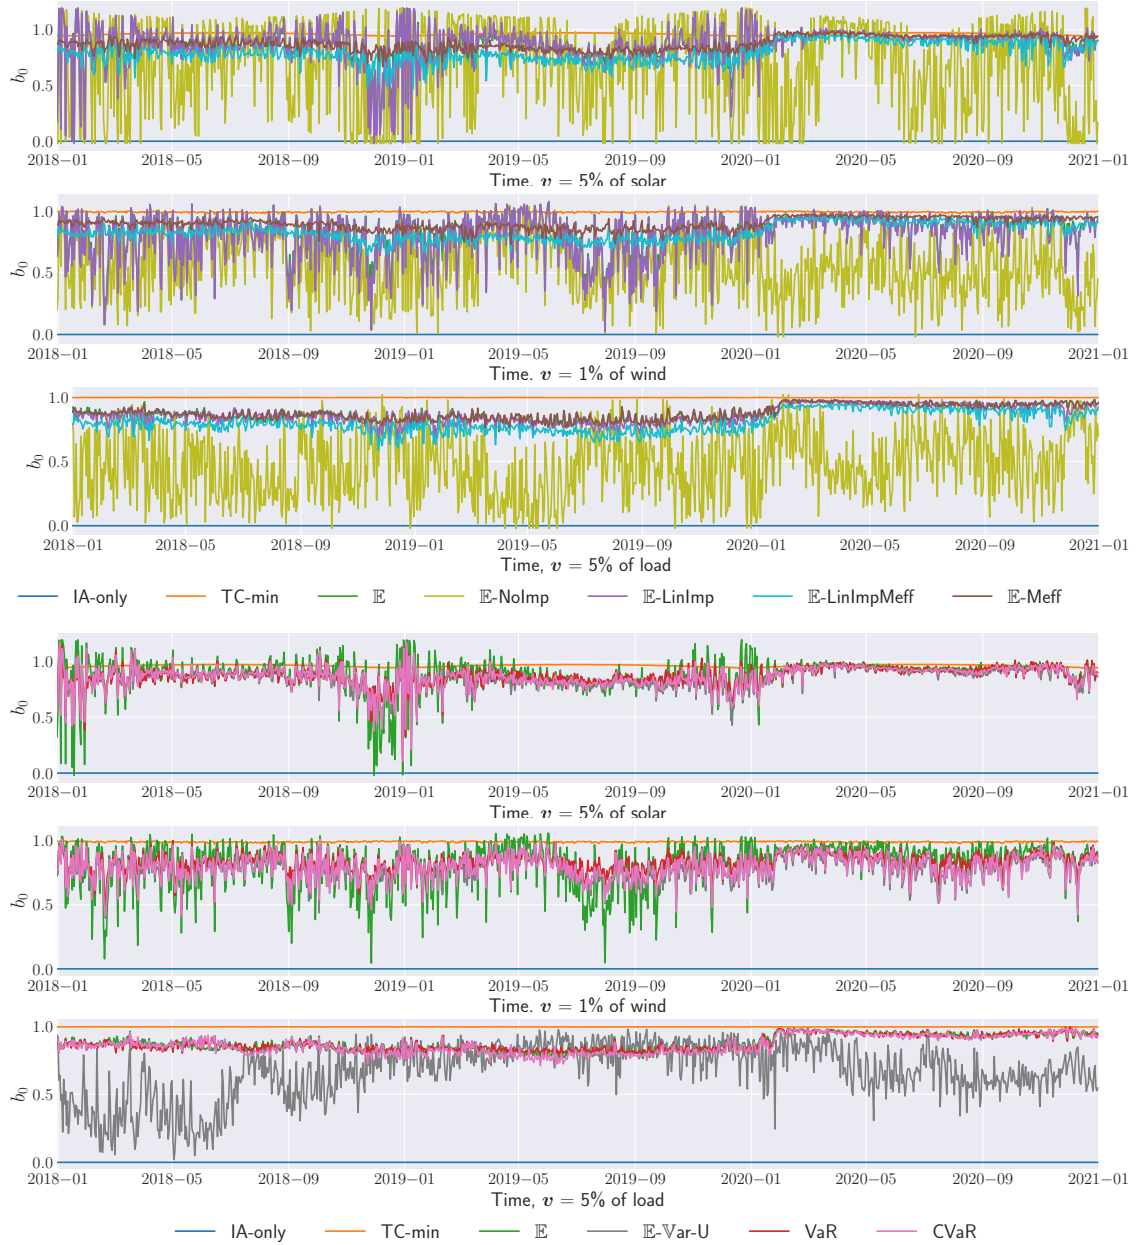 1.0
0.5
0.0
b₀
2018−01 2018−05 2018−09 2019−01 2019−05 2019−09 2020−01 2020−05 2020−09 2021−01
Time, v = 5% of solar
1.0
0.5
0.0
b₀
2018−01 2018−05 2018−09 2019−01 2019−05 2019−09 2020−01 2020−05 2020−09 2021−01
Time, v = 1% of wind
1.0
0.5
0.0
b₀
2018−01 2018−05 2018−09 2019−01 2019−05 2019−09 2020−01 2020−05 2020−09 2021−01
Time, v = 5% of load
IA-only TC-min 𝔼 𝔼-NoImp 𝔼-LinImp 𝔼-LinImpMeff 𝔼-Meff
1.0
0.5
0.0
b₀
2018−01 2018−05 2018−09 2019−01 2019−05 2019−09 2020−01 2020−05 2020−09 2021−01
Time, v = 5% of solar
1.0
0.5
0.0
b₀
2018−01 2018−05 2018−09 2019−01 2019−05 2019−09 2020−01 2020−05 2020−09 2021−01
Time, v = 1% of wind
1.0
0.5
0.0
b₀
2018−01 2018−05 2018−09 2019−01 2019−05 2019−09 2020−01 2020−05 2020−09 2021−01
Time, v = 5% of load
IA-only TC-min 𝔼 𝔼-𝕍ar-U VaR CVaR